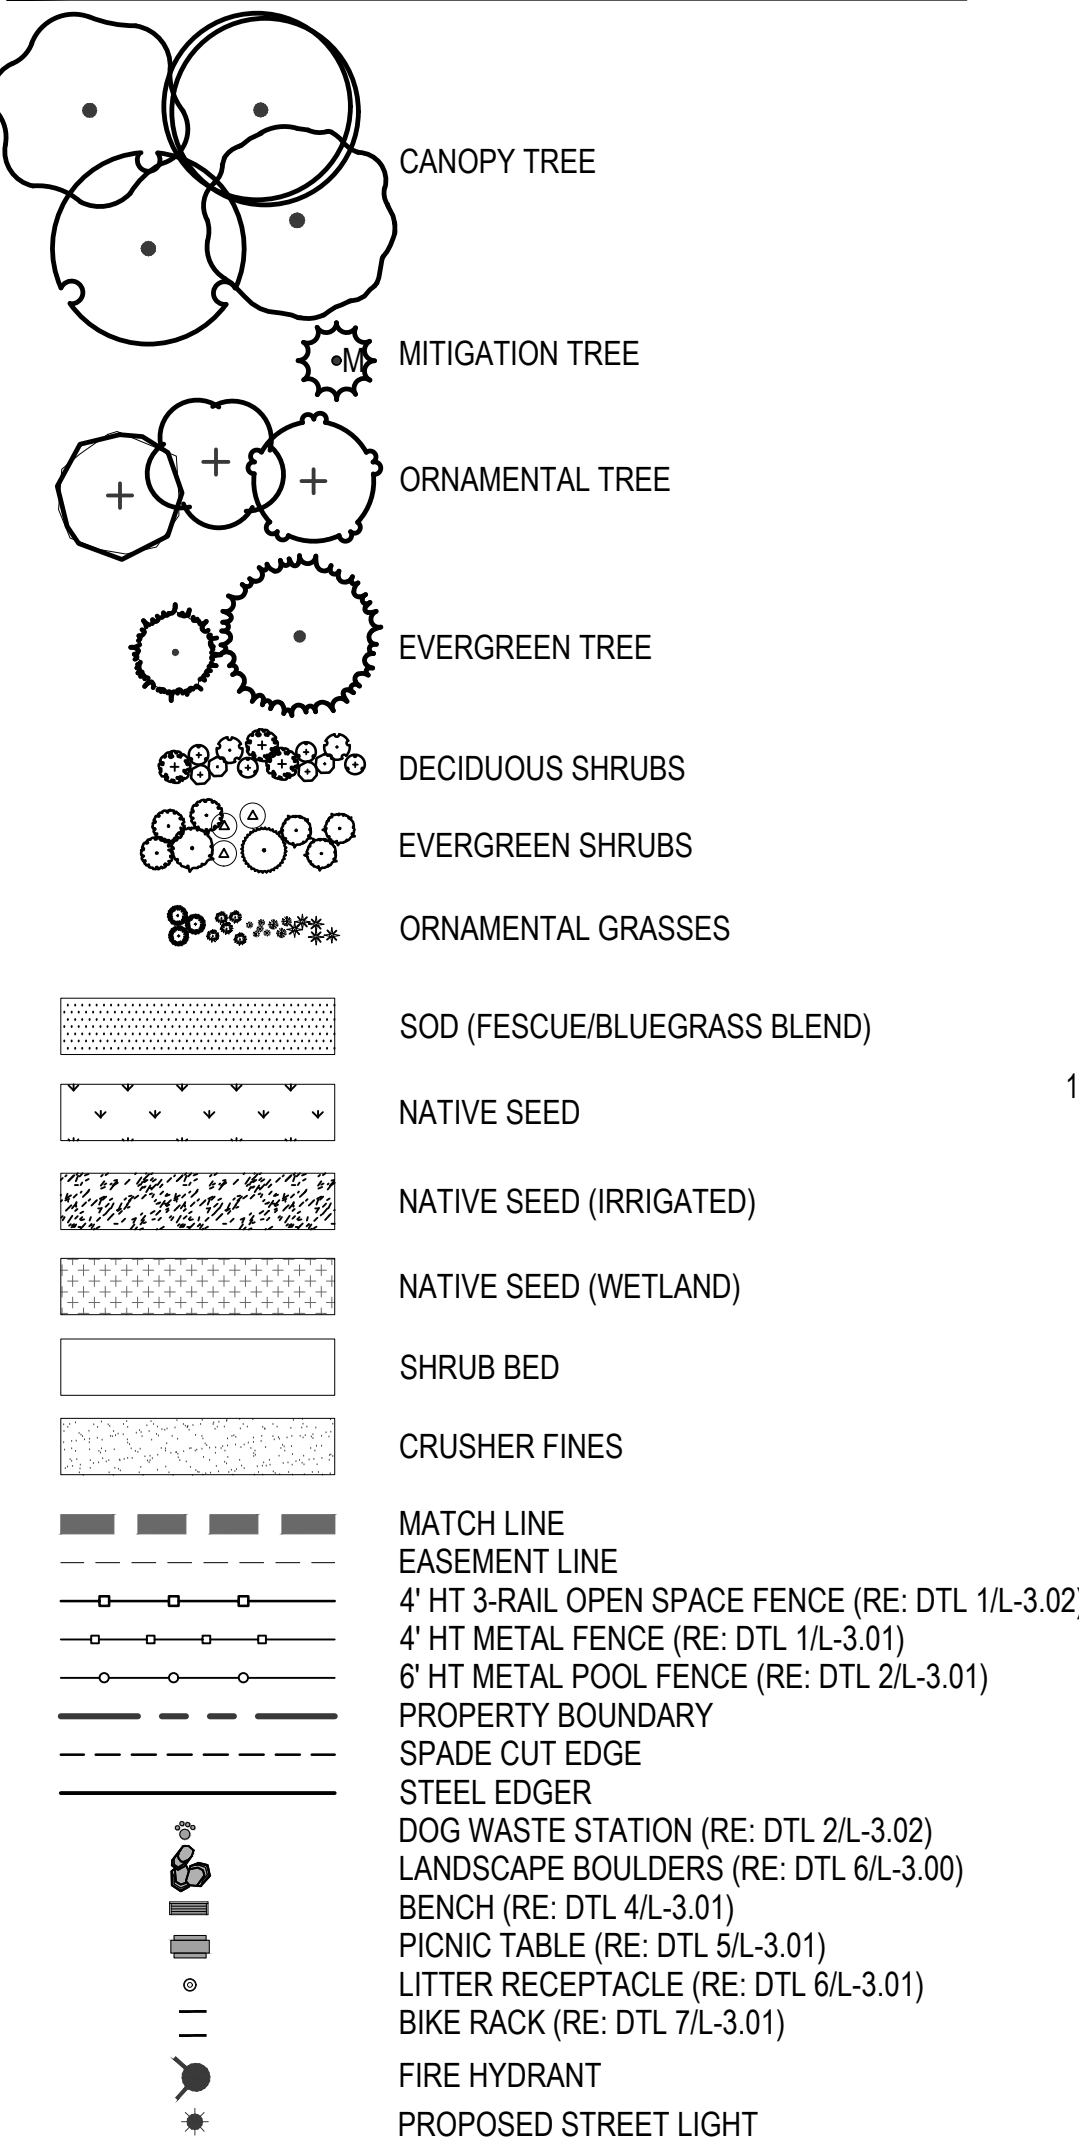 CANOPY TREE
M MITIGATION TREE
ORNAMENTAL TREE
EVERGREEN TREE
DECIDUOUS SHRUBS
EVERGREEN SHRUBS
ORNAMENTAL GRASSES
SOD (FESCUE/BLUEGRASS BLEND)
1
NATIVE SEED
NATIVE SEED (IRRIGATED)
NATIVE SEED (WETLAND)
SHRUB BED
CRUSHER FINES
MATCH LINE
EASEMENT LINE
4' HT 3-RAIL OPEN SPACE FENCE (RE: DTL 1/L-3.02)
4' HT METAL FENCE (RE: DTL 1/L-3.01)
6' HT METAL POOL FENCE (RE: DTL 2/L-3.01)
PROPERTY BOUNDARY
SPADE CUT EDGE
STEEL EDGER
DOG WASTE STATION (RE: DTL 2/L-3.02)
LANDSCAPE BOULDERS (RE: DTL 6/L-3.00)
BENCH (RE: DTL 4/L-3.01)
PICNIC TABLE (RE: DTL 5/L-3.01)
LITTER RECEPTACLE (RE: DTL 6/L-3.01)
BIKE RACK (RE: DTL 7/L-3.01)
FIRE HYDRANT
PROPOSED STREET LIGHT